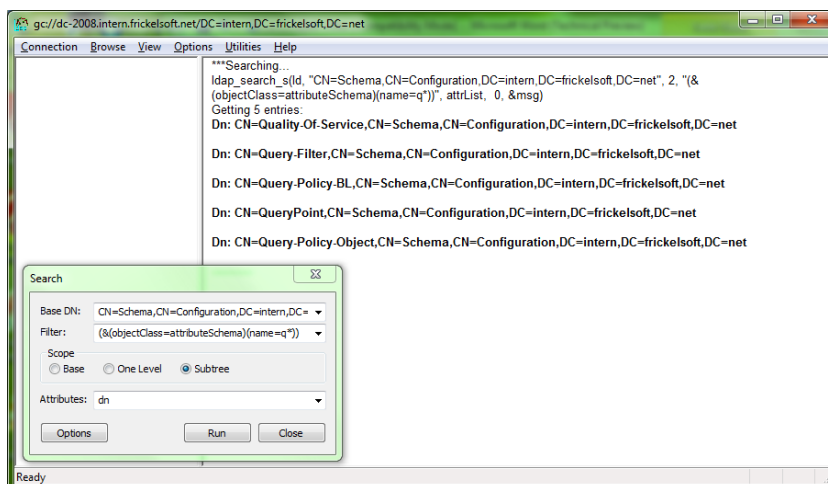 gc://dc-2008.intern.frickelsoft.net/DC=intern,DC=frickelsoft,DC=net
Connection Browse View Options Utilities Help
***Searching...
ldap_search_s(ld, "CN=Schema,CN=Configuration,DC=intern,DC=frickelsoft,DC=net", 2, "(&
(objectClass=attributeSchema)(name=q*))", attrList, 0, &msg)
Getting 5 entries:
Dn: CN=Quality-Of-Service,CN=Schema,CN=Configuration,DC=intern,DC=frickelsoft,DC=net
Dn: CN=Query-Filter,CN=Schema,CN=Configuration,DC=intern,DC=frickelsoft,DC=net
Dn: CN=Query-Policy-BL,CN=Schema,CN=Configuration,DC=intern,DC=frickelsoft,DC=net
Dn: CN=QueryPoint,CN=Schema,CN=Configuration,DC=intern,DC=frickelsoft,DC=net
Dn: CN=Query-Policy-Object,CN=Schema,CN=Configuration,DC=intern,DC=frickelsoft,DC=net
Search
Base DN: CN=Schema,CN=Configuration,DC=intern,DC=
Filter: (&(objectClass=attributeSchema)(name=q*))
Scope
Base One Level Subtree
Attributes: dn
Options Run Close
Ready